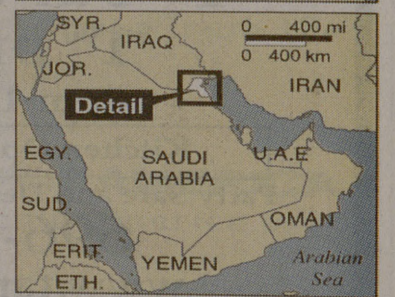 SYR.
IRAQ
0 400 mi
0 400 km
JOR.
IRAN
Detail
EGY.
SAUDI
ARABIA
U.A.E
SUD.
OMAN
ERIT.
YEMEN
Arabian
Sea
ETH.